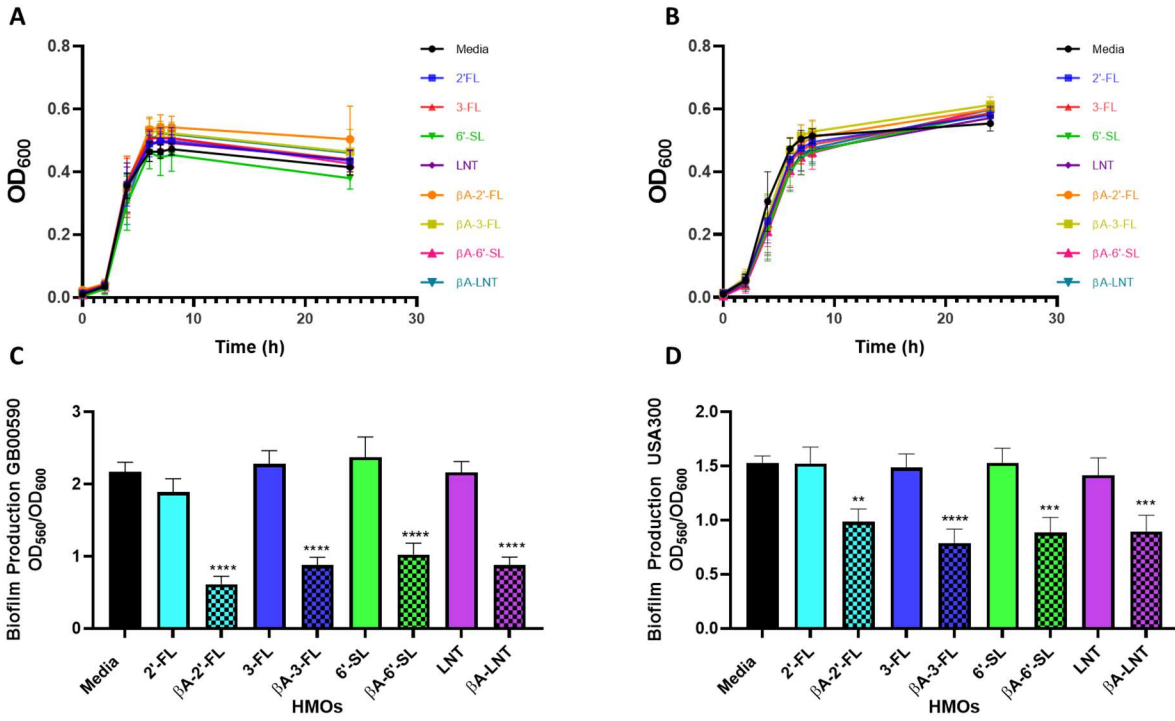 A
0.8
0.6
0.4
0.2
0.0
OD600
0
10
20
30
Time (h)
Media
2'FL
3-FL
6'-SL
LNT
βA-2'-FL
βA-3-FL
βA-6'-SL
βA-LNT
B
0.8
0.6
0.4
0.2
0.0
OD600
0
10
20
30
Time (h)
Media
2'-FL
3-FL
6'-SL
LNT
βA-2'-FL
βA-3-FL
βA-6'-SL
βA-LNT
C
Biofilm Production GB00590
OD560/OD600
3
2
1
0
****
****
****
****
Media
2'-FL
βA-2'-FL
3-FL
βA-3-FL
6'-SL
βA-6'-SL
LNT
βA-LNT
HMOs
D
Biofilm Production USA300
OD560/OD600
2.0
1.5
1.0
0.5
0.0
**
****
***
***
Media
2'-FL
βA-2'-FL
3-FL
βA-3-FL
6'-SL
βA-6'-SL
LNT
βA-LNT
HMOs